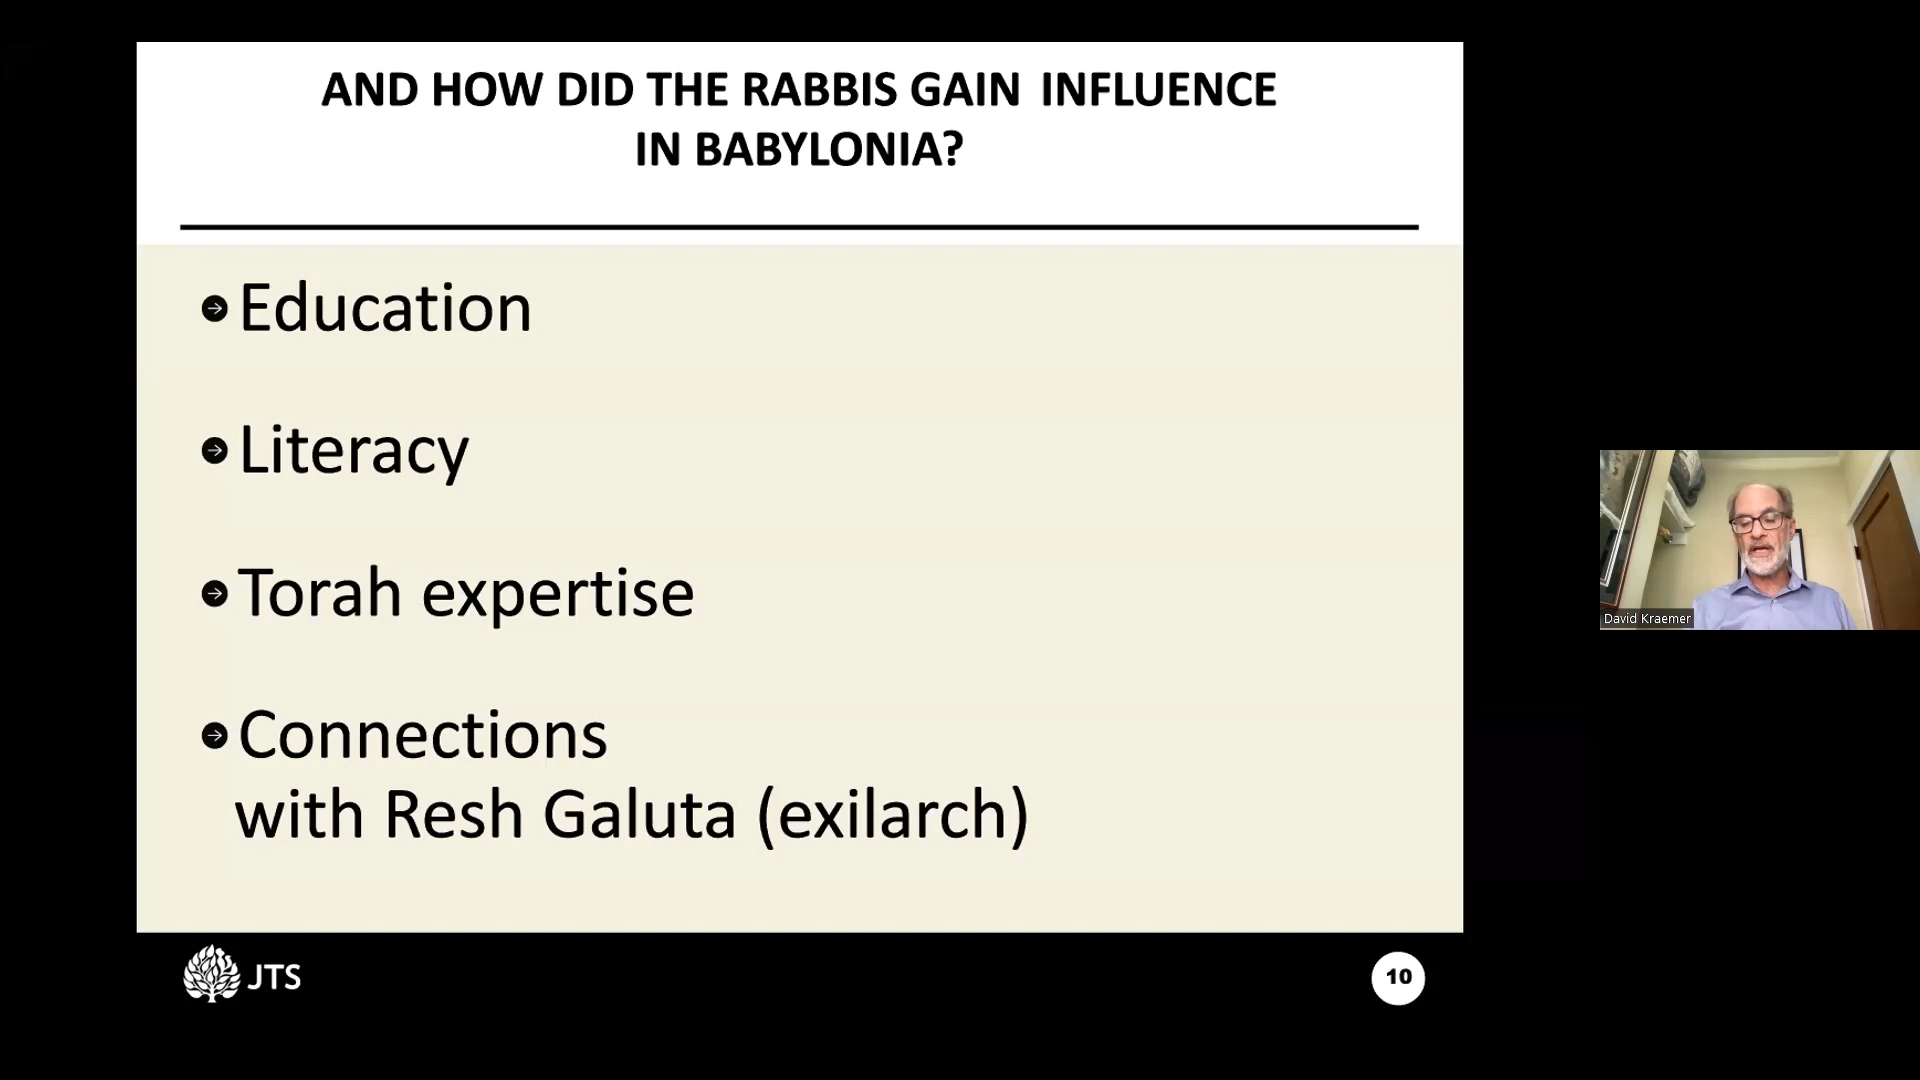 AND HOW DID THE RABBIS GAIN INFLUENCE
IN BABYLONIA?
Education
Literacy
Torah expertise
Connections
with Resh Galuta (exilarch)
JTS
10
David Kraemer